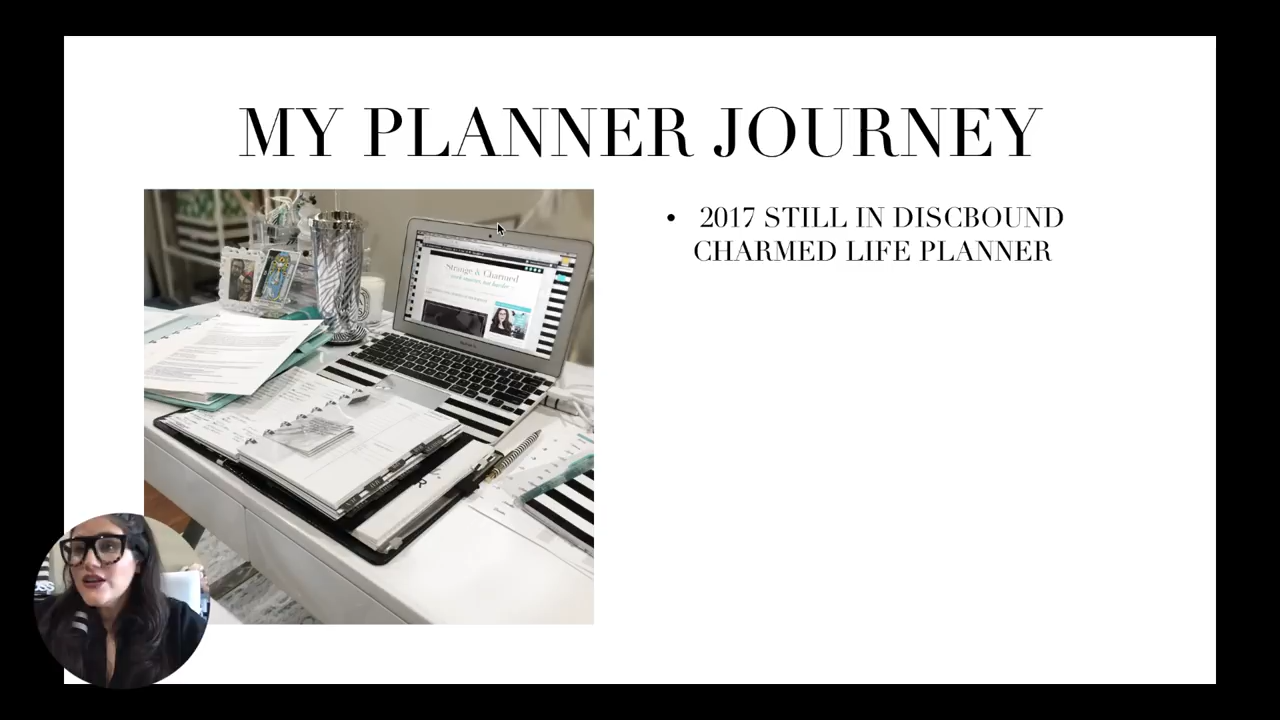 MY PLANNER JOURNEY
• 2017 STILL IN DISCBOUND
CHARMED LIFE PLANNER
Strange & Charmed